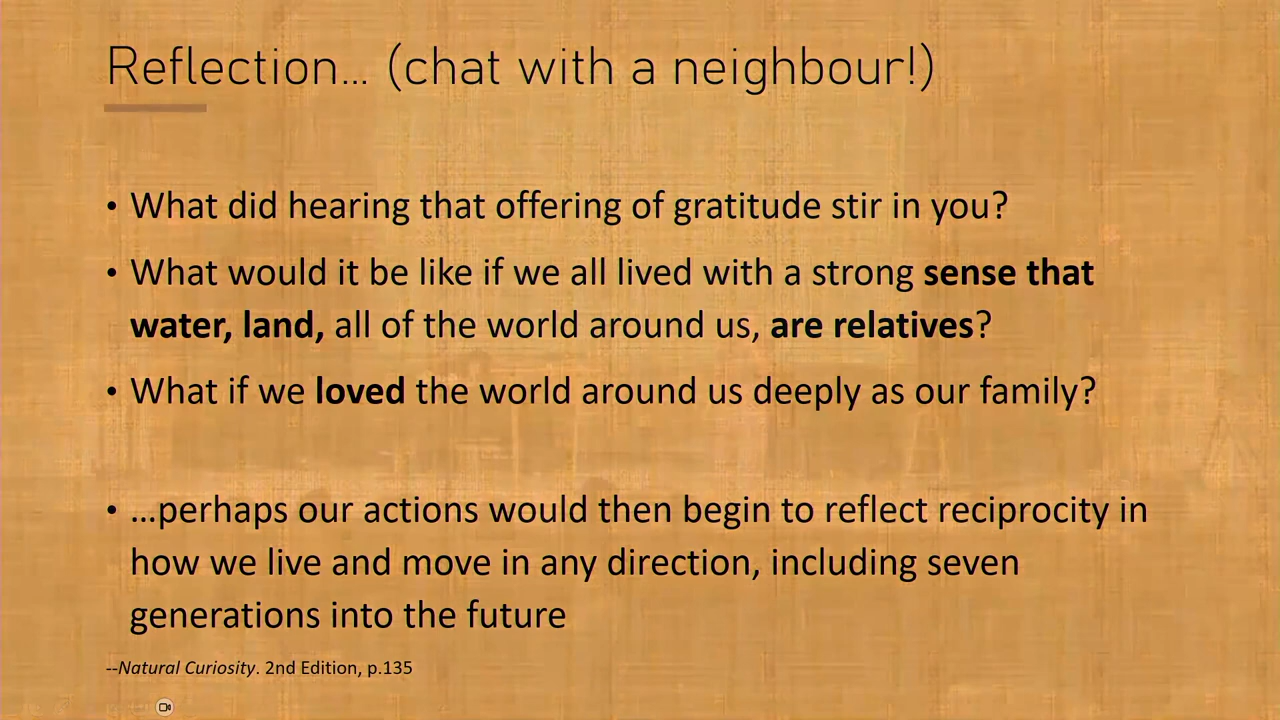 Reflection... (chat with a neighbour!)
• What did hearing that offering of gratitude stir in you?
• What would it be like if we all lived with a strong sense that
water, land, all of the world around us, are relatives?
• What if we loved the world around us deeply as our family?
• ...perhaps our actions would then begin to reflect reciprocity in
how we live and move in any direction, including seven
generations into the future
--Natural Curiosity. 2nd Edition, p.135